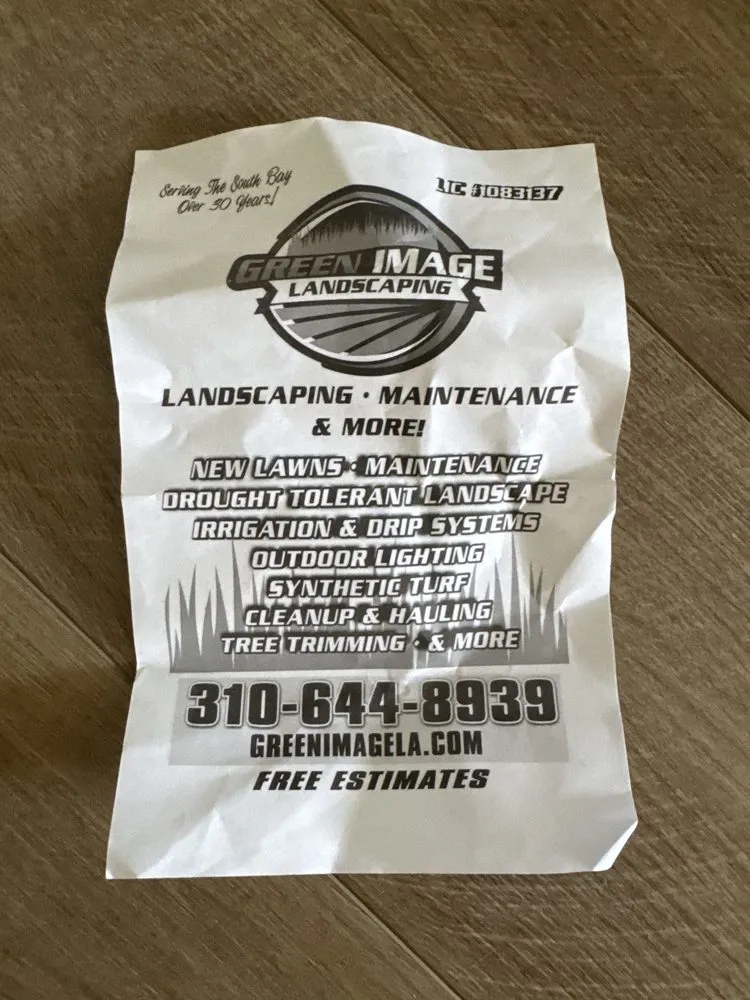 Serving The South Bay
Over 30 Years!
LIC #1083137
GREEN IMAGE
LANDSCAPING
LANDSCAPING • MAINTENANCE
& MORE!
NEW LAWNS • MAINTENANCE
DROUGHT TOLERANT LANDSCAPE
IRRIGATION & DRIP SYSTEMS
OUTDOOR LIGHTING
SYNTHETIC TURF
CLEANUP & HAULING
TREE TRIMMING • & MORE
310-644-8939
GREENIMAGELA.COM
FREE ESTIMATES